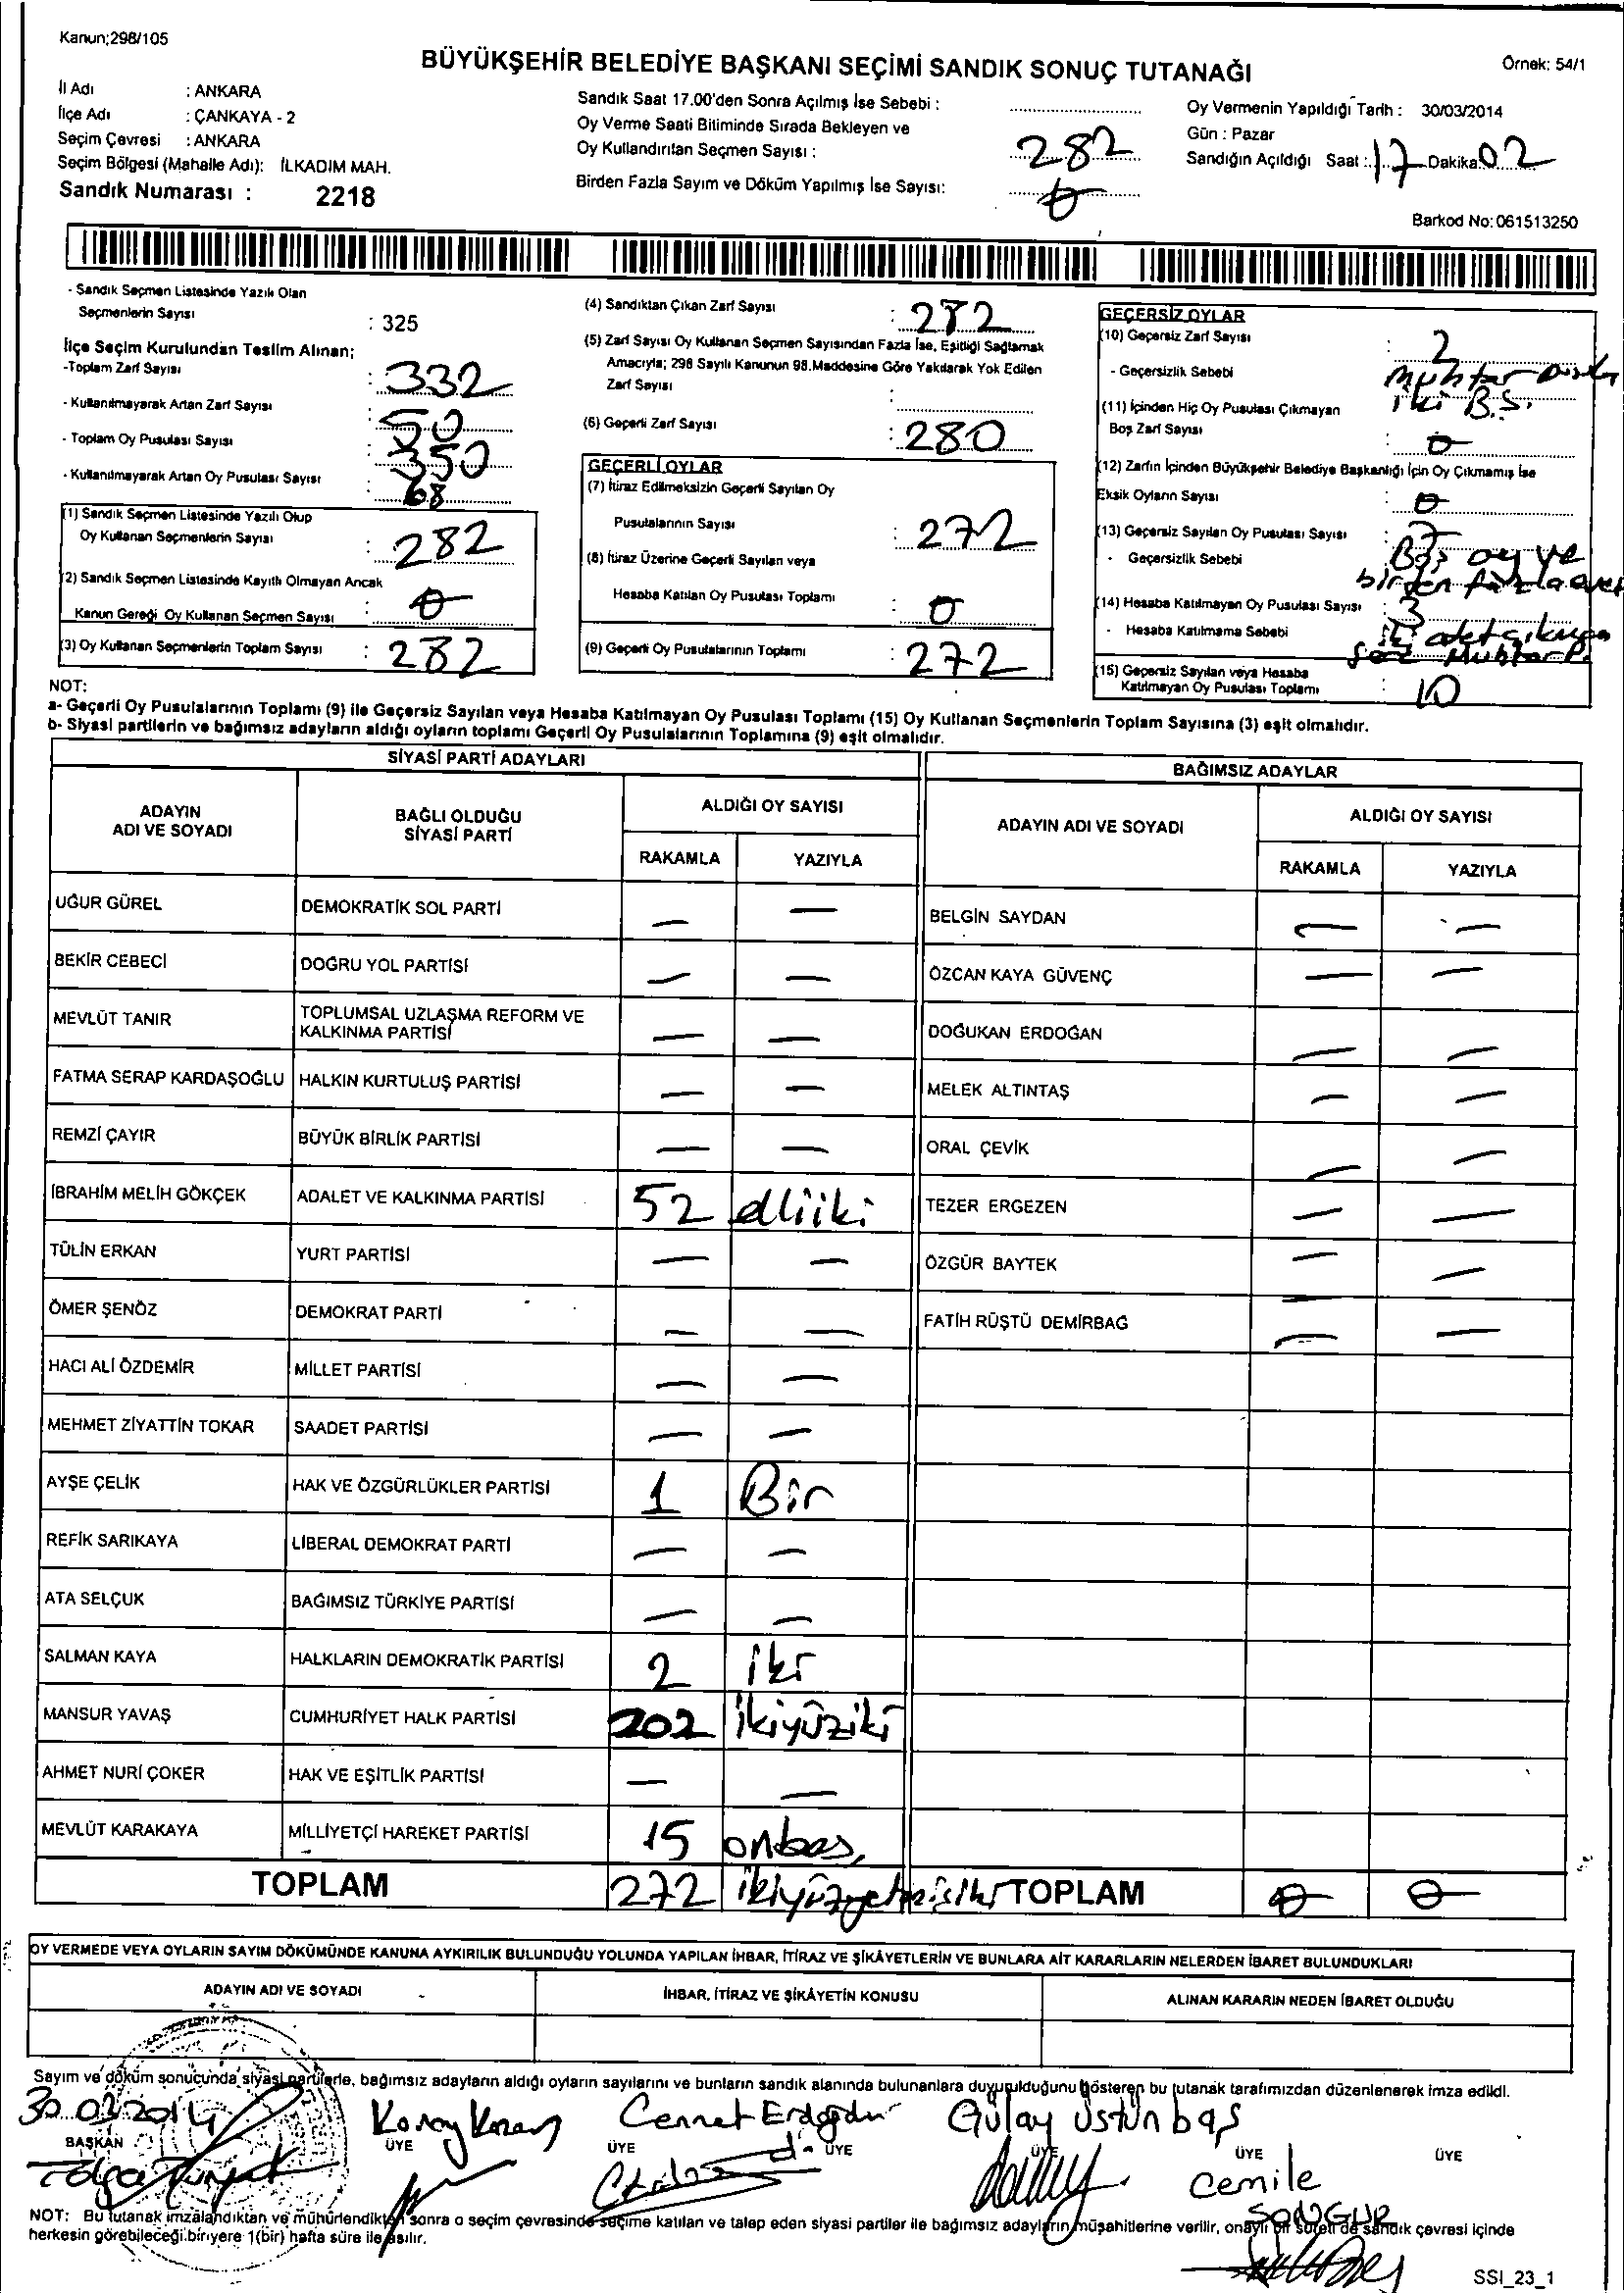 Kanun;298/105
BÜYÜKŞEHİR BELEDİYE BAŞKANI SEÇİMİ SANDIK SONUÇ TUTANAĞI
Örnek: 54/1
İl Adı : ANKARA
İlçe Adı : ÇANKAYA - 2
Seçim Çevresi : ANKARA
Seçim Bölgesi (Mahalle Adı): İLKADIM MAH.
Sandık Numarası : 2218
Sandık Saat 17.00'den Sonra Açılmış İse Sebebi :
Oy Verme Saati Bitiminde Sırada Bekleyen ve
Oy Kullandırılan Seçmen Sayısı : 282
Birden Fazla Sayım ve Döküm Yapılmış İse Sayısı: 0
Oy Vermenin Yapıldığı Tarih : 30/03/2014
Gün : Pazar
Sandığın Açıldığı Saat : 17 Dakika 02
Barkod No: 061513250
- Sandık Seçmen Listesinde Yazılı Olan
Seçmenlerin Sayısı : 325
İlçe Seçim Kurulundan Teslim Alınan;
-Toplam Zarf Sayısı : 332
- Kullanılmayarak Artan Zarf Sayısı : 50
- Toplam Oy Pusulası Sayısı : 350
- Kullanılmayarak Artan Oy Pusulası Sayısı : 68
(1) Sandık Seçmen Listesinde Yazılı Olup
Oy Kullanan Seçmenlerin Sayısı : 282
(2) Sandık Seçmen Listesinde Kayıtlı Olmayan Ancak
Kanun Gereği Oy Kullanan Seçmen Sayısı : 0
(3) Oy Kullanan Seçmenlerin Toplam Sayısı : 282
(4) Sandıktan Çıkan Zarf Sayısı : 282
(5) Zarf Sayısı Oy Kullanan Seçmen Sayısından Fazla İse, Eşitliği Sağlamak
Amacıyla; 298 Sayılı Kanunun 98.Maddesine Göre Yakılarak Yok Edilen
Zarf Sayısı :
(6) Geçerli Zarf Sayısı : 280
GEÇERLİ OYLAR
(7) İtiraz Edilmeksizin Geçerli Sayılan Oy
Pusulalarının Sayısı : 272
(8) İtiraz Üzerine Geçerli Sayılan veya
Hesaba Katılan Oy Pusulası Toplamı : 0
(9) Geçerli Oy Pusulalarının Toplamı : 272
GEÇERSİZ OYLAR
(10) Geçersiz Zarf Sayısı : 2
- Geçersizlik Sebebi muhtar
iki B.S.
(11) İçinden Hiç Oy Pusulası Çıkmayan
Boş Zarf Sayısı : 0
(12) Zarfın İçinden Büyükşehir Belediye Başkanlığı İçin Oy Çıkmamış İse
Eksik Oyların Sayısı : 0
(13) Geçersiz Sayılan Oy Pusulası Sayısı : 7
- Geçersizlik Sebebi Boş oy ve
birden fazla evet
(14) Hesaba Katılmayan Oy Pusulası Sayısı : 3
- Hesaba Katılmama Sebebi adet çıkması
Muhtar P.
(15) Geçersiz Sayılan veya Hesaba
Katılmayan Oy Pusulası Toplamı : 10
NOT:
a- Geçerli Oy Pusulalarının Toplamı (9) ile Geçersiz Sayılan veya Hesaba Katılmayan Oy Pusulası Toplamı (15) Oy Kullanan Seçmenlerin Toplam Sayısına (3) eşit olmalıdır.
b- Siyasi partilerin ve bağımsız adayların aldığı oyların toplamı Geçerli Oy Pusulalarının Toplamına (9) eşit olmalıdır.
SİYASİ PARTİ ADAYLARI
BAĞIMSIZ ADAYLAR
ADAYIN
ADI VE SOYADI
BAĞLI OLDUĞU
SİYASİ PARTİ
ALDIĞI OY SAYISI
RAKAMLA YAZIYLA
ADAYIN ADI VE SOYADI
ALDIĞI OY SAYISI
RAKAMLA YAZIYLA
UĞUR GÜREL DEMOKRATİK SOL PARTİ — — BELGİN SAYDAN — —
BEKİR CEBECİ DOĞRU YOL PARTİSİ — — ÖZCAN KAYA GÜVENÇ — —
MEVLÜT TANIR TOPLUMSAL UZLAŞMA REFORM VE
KALKINMA PARTİSİ — — DOĞUKAN ERDOĞAN — —
FATMA SERAP KARDAŞOĞLU HALKIN KURTULUŞ PARTİSİ — — MELEK ALTINTAŞ — —
REMZİ ÇAYIR BÜYÜK BİRLİK PARTİSİ — — ORAL ÇEVİK — —
İBRAHİM MELİH GÖKÇEK ADALET VE KALKINMA PARTİSİ 52 elliiki TEZER ERGEZEN — —
TÜLİN ERKAN YURT PARTİSİ — — ÖZGÜR BAYTEK — —
ÖMER ŞENÖZ DEMOKRAT PARTİ — — FATİH RÜŞTÜ DEMİRBAĞ — —
HACI ALİ ÖZDEMİR MİLLET PARTİSİ — —
MEHMET ZİYATTİN TOKAR SAADET PARTİSİ — —
AYŞE ÇELİK HAK VE ÖZGÜRLÜKLER PARTİSİ 1 Bir
REFİK SARIKAYA LİBERAL DEMOKRAT PARTİ — —
ATA SELÇUK BAĞIMSIZ TÜRKİYE PARTİSİ — —
SALMAN KAYA HALKLARIN DEMOKRATİK PARTİSİ 2 iki
MANSUR YAVAŞ CUMHURİYET HALK PARTİSİ 202 ikiyüziki
AHMET NURİ ÇOKER HAK VE EŞİTLİK PARTİSİ — —
MEVLÜT KARAKAYA MİLLİYETÇİ HAREKET PARTİSİ 15 onbeş
TOPLAM 272 ikiyüzyetmişiki TOPLAM 0 0
OY VERMEDE VEYA OYLARIN SAYIM DÖKÜMÜNDE KANUNA AYKIRILIK BULUNDUĞU YOLUNDA YAPILAN İHBAR, İTİRAZ VE ŞİKÂYETLERİN VE BUNLARA AİT KARARLARIN NELERDEN İBARET BULUNDUKLARI
ADAYIN ADI VE SOYADI İHBAR, İTİRAZ VE ŞİKÂYETİN KONUSU ALINAN KARARIN NEDEN İBARET OLDUĞU
Sayım ve döküm sonucunda siyasi partilerle, bağımsız adayların aldığı oyların sayılarını ve bunların sandık alanında bulunanlara duyurulduğunu gösteren bu tutanak tarafımızdan düzenlenerek imza edildi.
30.03.2014 Koray Cennet Erdoğdu Gülay Üstünbaş
BAŞKAN ÜYE ÜYE ÜYE ÜYE ÜYE ÜYE
Tolga Cemile
SONGUR
NOT: Bu tutanak imzalandıktan ve mühürlendikten sonra o seçim çevresinde seçime katılan ve talep eden siyasi partiler ile bağımsız adayların müşahitlerine verilir, onaylı bir sureti de sandık çevresi içinde
herkesin görebileceği bir yere 1(bir) hafta süre ile asılır.
SSI_23_1